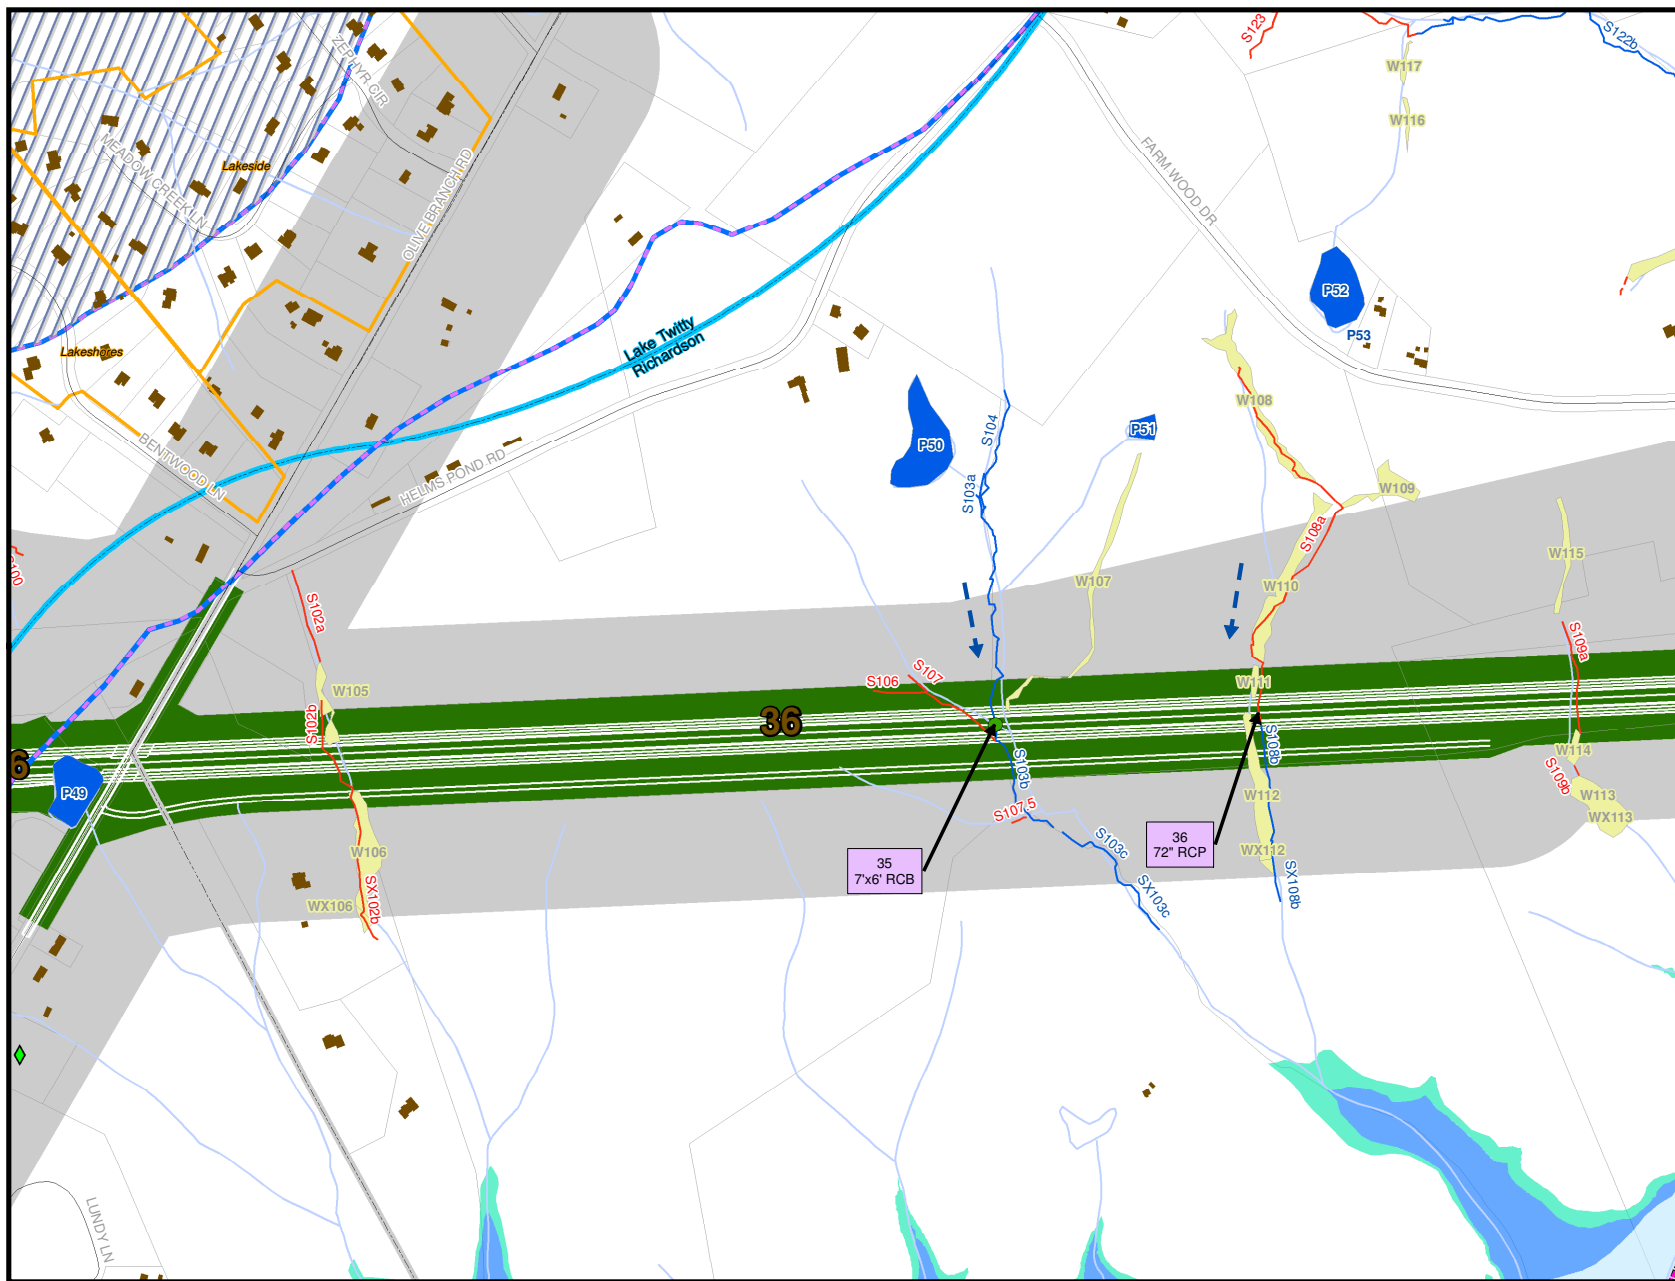 S123
S122b
ZEPHYR CIR
W117
W116
MEADOW CREEK LN
Lakeside
OLIVE BRANCH RD
FARM WOOD DR
P52
P53
Lake Twitty
Richardson
Lakeshores
W108
S104
P51
P50
BENTWOOD LN
HELMS POND RD
S103a
W109
S108a
W115
S100
W107
W110
S102a
S109a
S107
S106
W111
W105
S102b
36
6
S108b
W114
P49
S103b
S109b
W112
W113
S107.5
WX113
36
72" RCP
S103c
W106
WX112
35
7'x6' RCB
SX102b
SX103c
SX108b
WX106
LUNDY LN